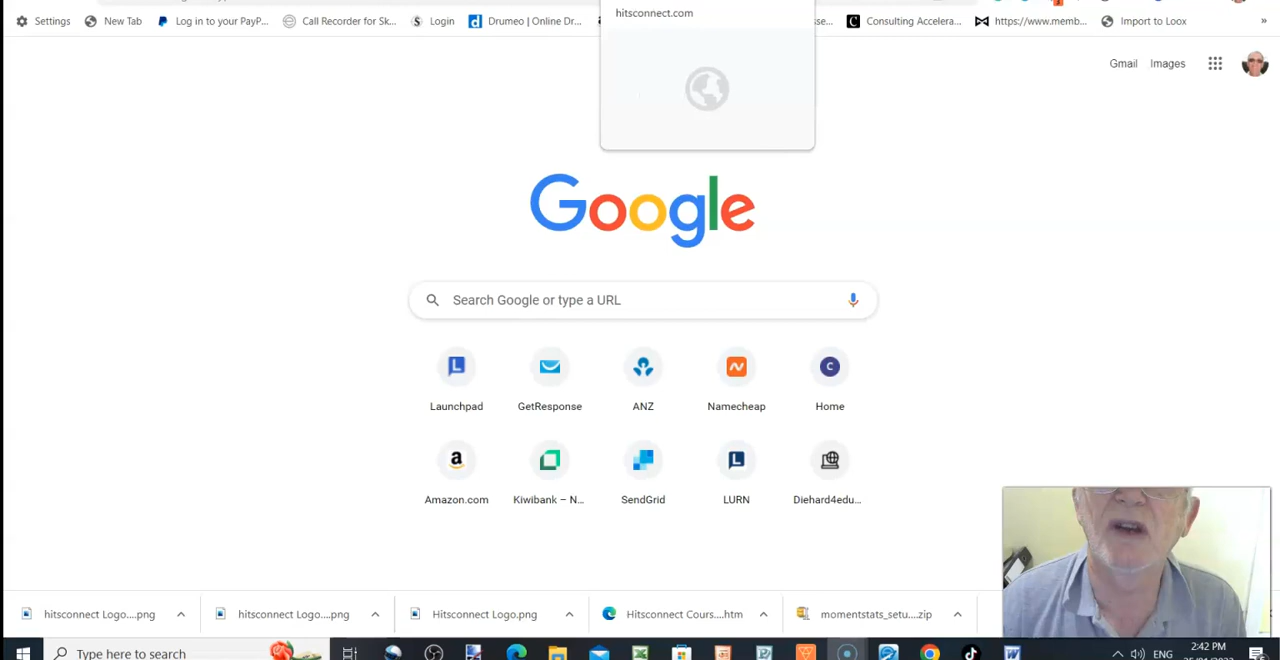 hitsconnect.com
Settings New Tab Log in to your PayP... Call Recorder for Sk... Login Drumeo | Online Dr... sse... Consulting Accelera... https://www.memb... Import to Loox »
Gmail Images
Google
Search Google or type a URL
Launchpad GetResponse ANZ Namecheap Home
Amazon.com Kiwibank – N... SendGrid LURN Diehard4edu...
hitsconnect Logo....png hitsconnect Logo....png Hitsconnect Logo.png Hitsconnect Cours....htm momentstats_setu....zip
Type here to search ENG 2:42 PM